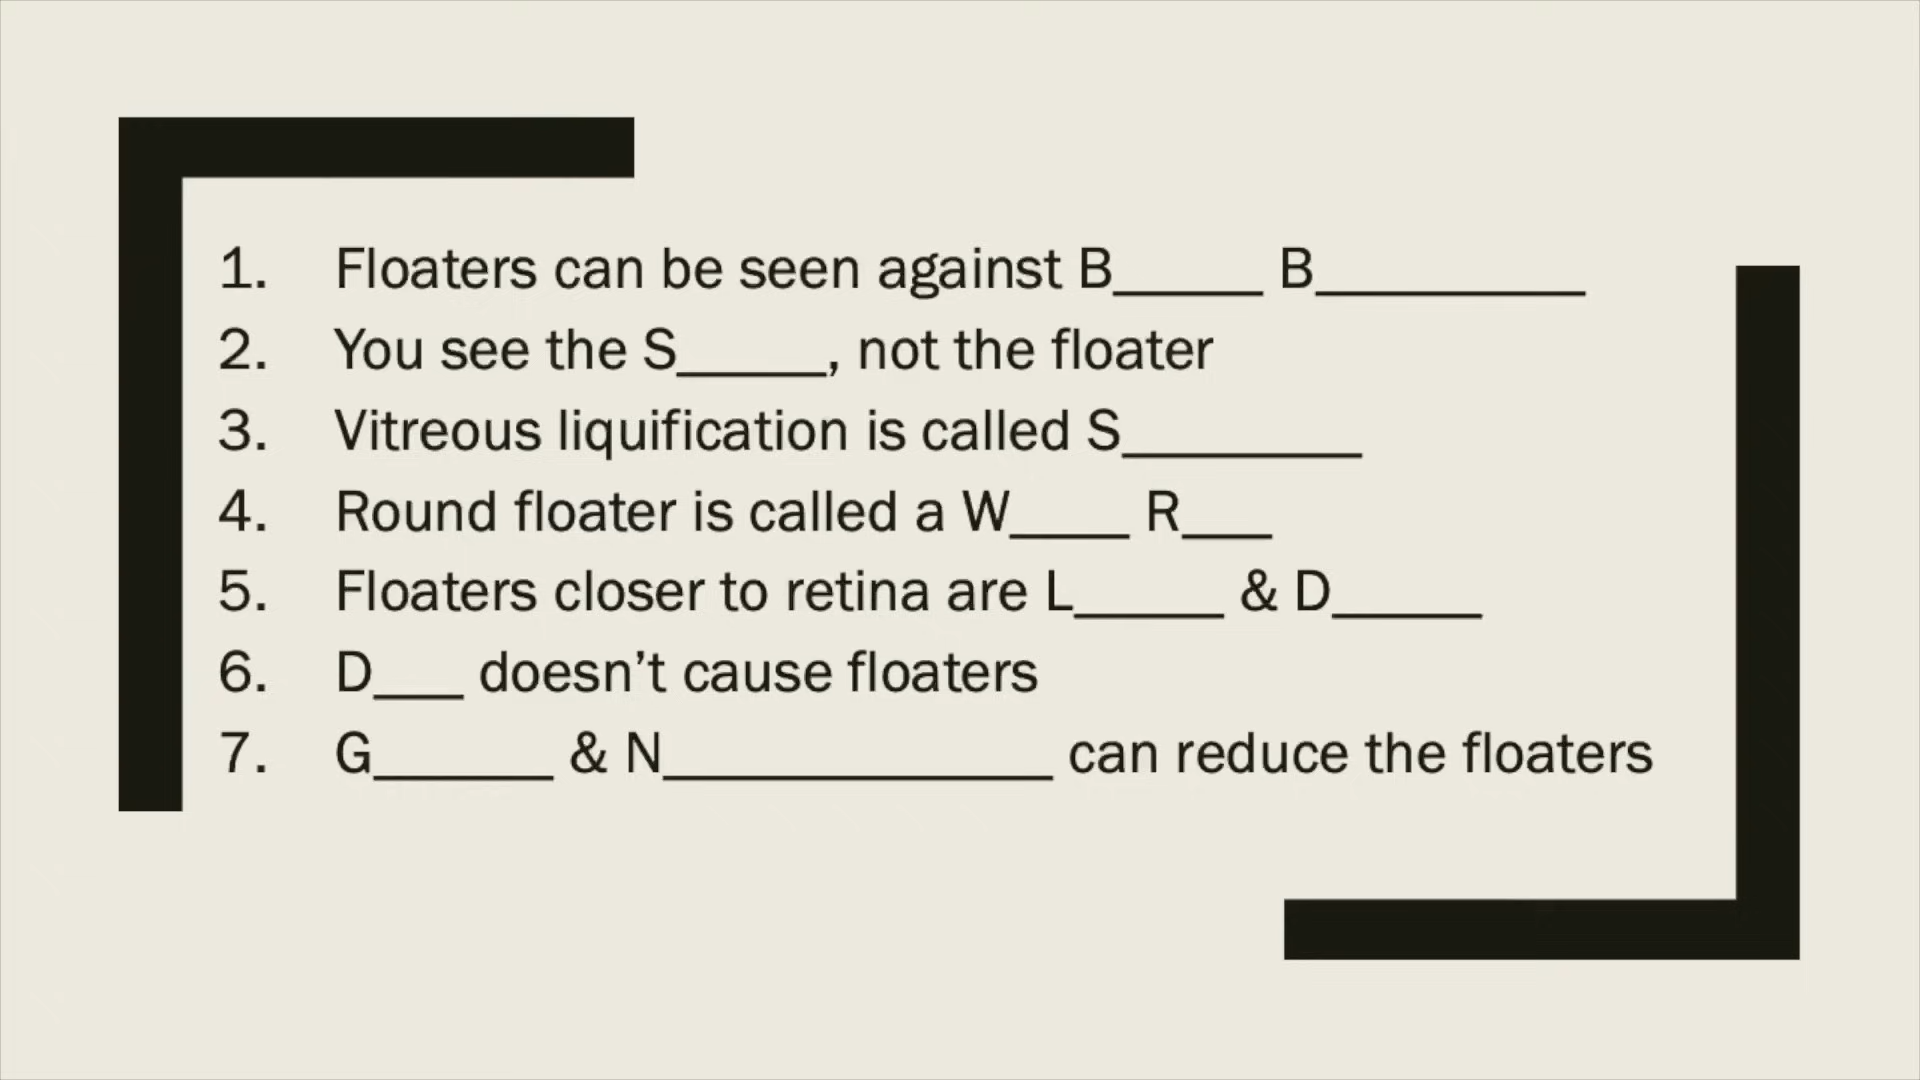 1. Floaters can be seen against B_____ B_________
2. You see the S_____, not the floater
3. Vitreous liquification is called S________
4. Round floater is called a W____ R___
5. Floaters closer to retina are L_____ & D_____
6. D___ doesn’t cause floaters
7. G______ & N_____________ can reduce the floaters